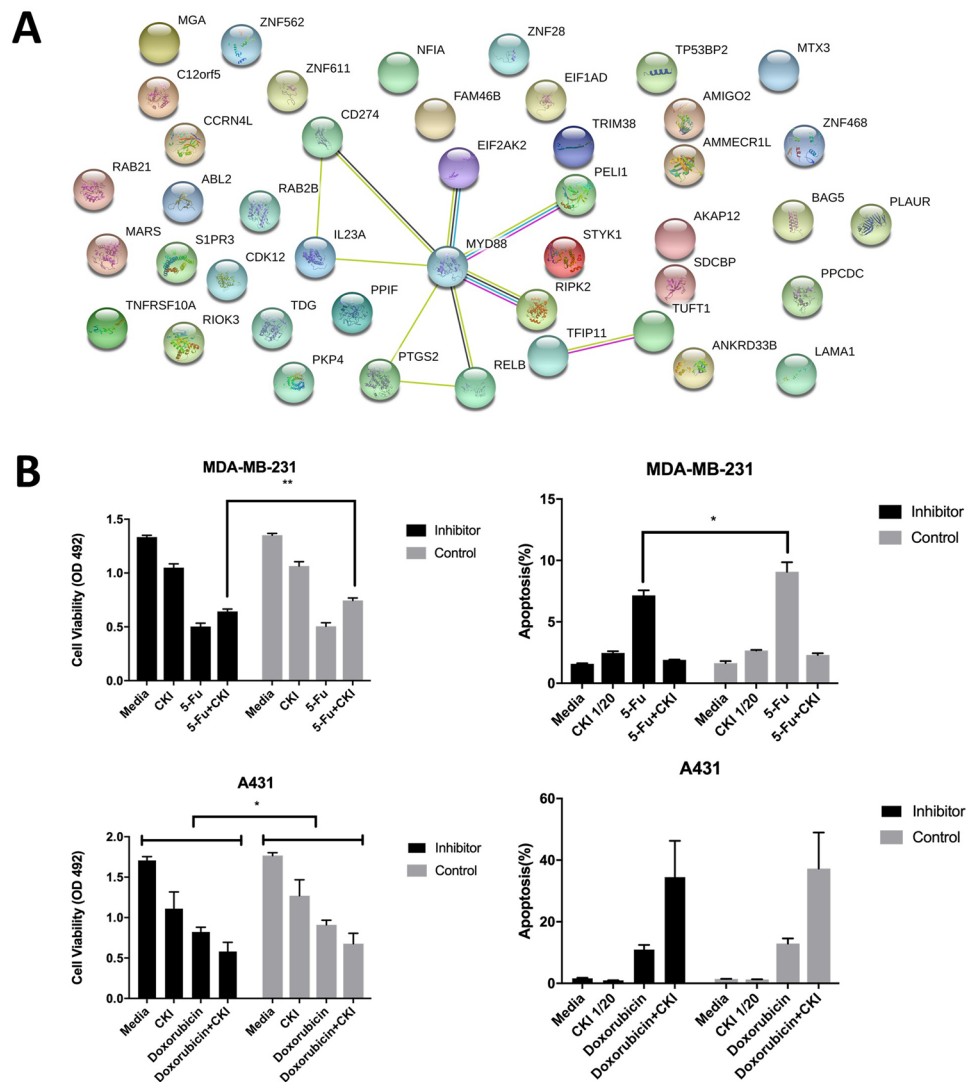 A
MGA
ZNF562
NFIA
ZNF28
TP53BP2
MTX3
C12orf5
ZNF611
FAM46B
EIF1AD
AMIGO2
CCRN4L
CD274
EIF2AK2
TRIM38
AMMECR1L
ZNF468
RAB21
ABL2
RAB2B
PELI1
BAG5
PLAUR
MARS
S1PR3
CDK12
IL23A
MYD88
STYK1
AKAP12
SDCBP
PPCDC
TNFRSF10A
RIOK3
TDG
PPIF
RIPK2
TUFT1
PKP4
PTGS2
RELB
TFIP11
ANKRD33B
LAMA1
B
MDA-MB-231
**
Cell Viability (OD 492)
1.5
1.0
0.5
0.0
Media
CKI
5-Fu
5-Fu+CKI
Media
CKI
5-Fu
5-Fu+CKI
Inhibitor
Control
MDA-MB-231
*
Apoptosis(%)
15
10
5
0
Media
CKI 1/20
5-Fu
5-Fu+CKI
Media
CKI 1/20
5-Fu
5-Fu+CKI
Inhibitor
Control
A431
*
Cell Viability (OD 492)
2.0
1.5
1.0
0.5
0.0
Media
CKI
Doxorubicin
Doxorubicin+CKI
Media
CKI
Doxorubicin
Doxorubicin+CKI
Inhibitor
Control
A431
Apoptosis(%)
60
40
20
0
Media
CKI 1/20
Doxorubicin
Doxorubicin+CKI
Media
CKI 1/20
Doxorubicin
Doxorubicin+CKI
Inhibitor
Control